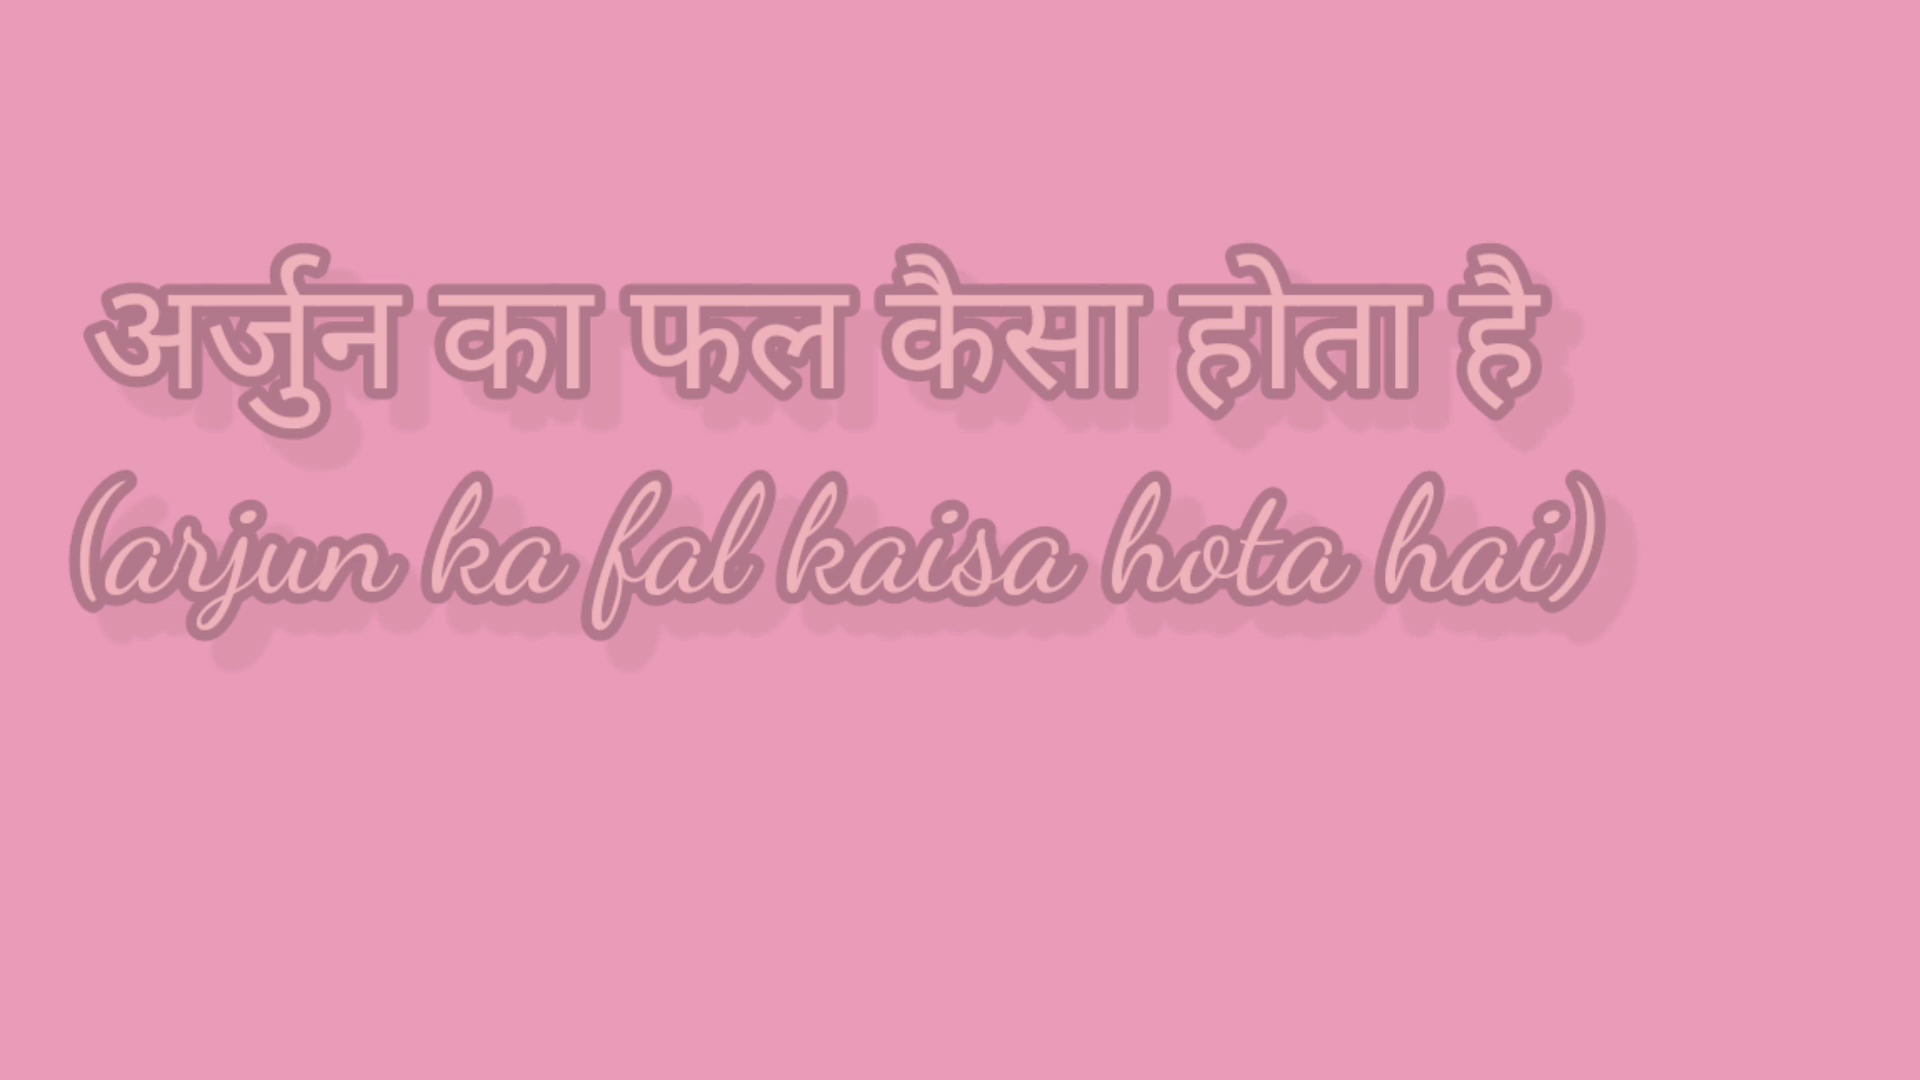 अर्जुन का फल कैसा होता है
(arjun ka fal kaisa hota hai)